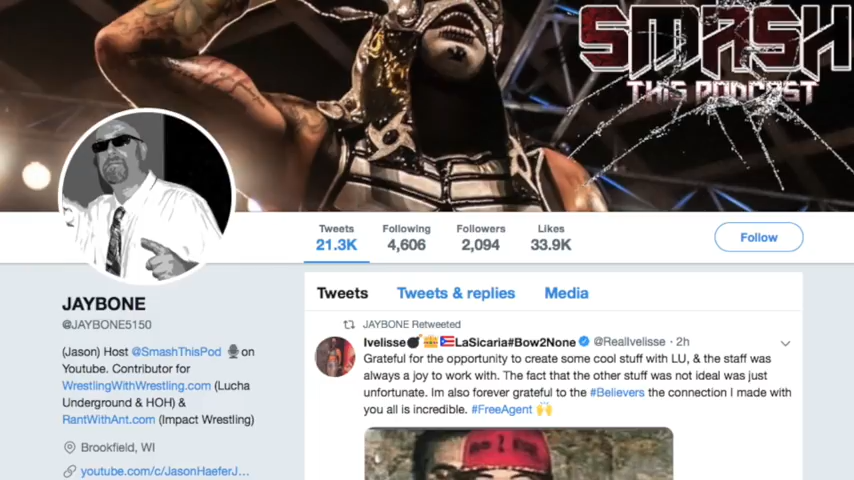 SMASH
THIS PODCAST
Tweets Following Followers Likes
21.3K 4,606 2,094 33.9K
Follow
JAYBONE
@JAYBONE5150
(Jason) Host @SmashThisPod 🎙on
Youtube. Contributor for
WrestlingWithWrestling.com (Lucha
Underground & HOH) &
RantWithAnt.com (Impact Wrestling)
Brookfield, WI
youtube.com/c/JasonHaeferJ...
Tweets Tweets & replies Media
JAYBONE Retweeted
Ivelisse💣👑🇵🇷LaSicaria#Bow2None @RealIvelisse · 2h
Grateful for the opportunity to create some cool stuff with LU, & the staff was
always a joy to work with. The fact that the other stuff was not ideal was just
unfortunate. Im also forever grateful to the #Believers the connection I made with
you all is incredible. #FreeAgent 🙌